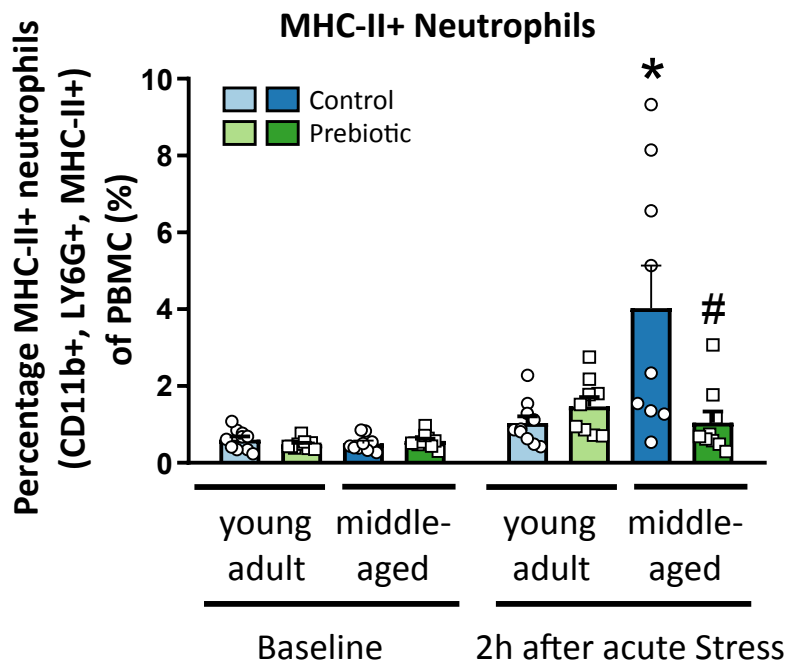 MHC-II+ Neutrophils
Percentage MHC-II+ neutrophils
(CD11b+, LY6G+, MHC-II+)
of PBMC (%)
10
8
6
4
2
0
Control
Prebiotic
*
#
young
adult
middle-
aged
young
adult
middle-
aged
Baseline
2h after acute Stress